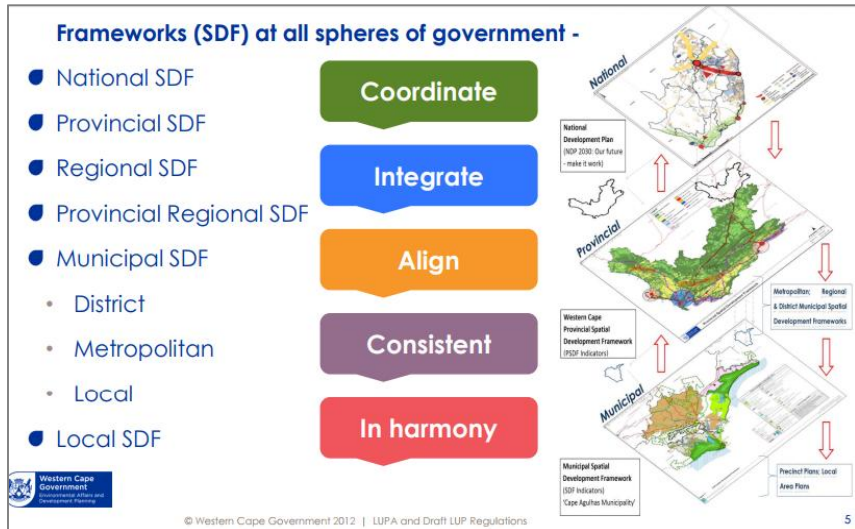 Frameworks (SDF) at all spheres of government -
National SDF
Provincial SDF
Regional SDF
Provincial Regional SDF
Municipal SDF
• District
• Metropolitan
• Local
Local SDF
Coordinate
Integrate
Align
Consistent
In harmony
National
National
Development Plan
(NDP 2030: Our future
- make it work)
Provincial
Metropolitan; Regional
& District Municipal Spatial
Development Frameworks
Western Cape
Provincial Spatial
Development Framework
(PSDF Indicators)
Municipal
Municipal Spatial
Development Framework
(SDF Indicators)
'Cape Agulhas Municipality'
Precinct Plans; Local
Area Plans
Western Cape
Government
Environmental Affairs and
Development Planning
© Western Cape Government 2012 | LUPA and Draft LUP Regulations
5